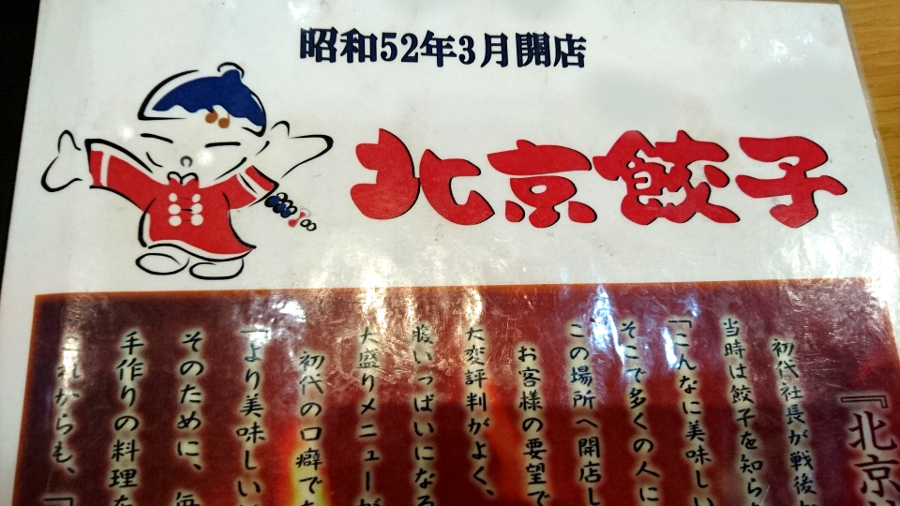 昭和52年3月開店
北京餃子
『北京
初代社長が戦後
当時は餃子を知ら
「こんなに美味しい
そこで多くの人に
この場所へ開店し
お客様の要望で
大変評判がよく、
腹いっぱいになる
大盛りメニューが
初代の口癖で
「より美味しい
そのために、毎
手作りの料理を
これからも、「